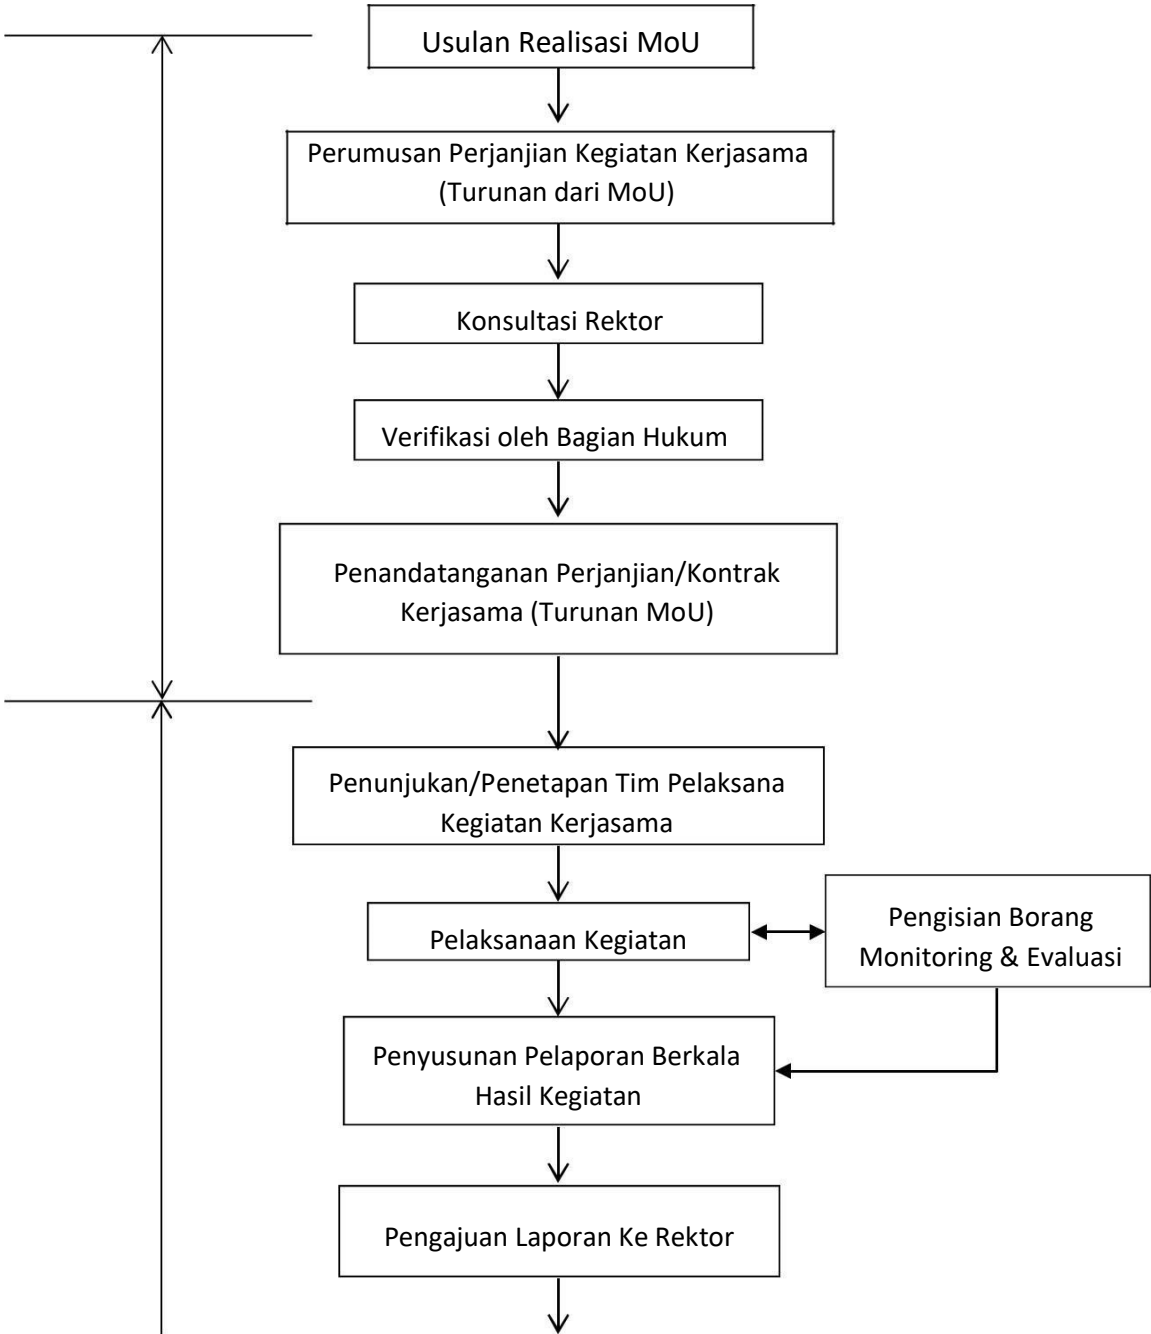 Usulan Realisasi MoU
Perumusan Perjanjian Kegiatan Kerjasama
(Turunan dari MoU)
Konsultasi Rektor
Verifikasi oleh Bagian Hukum
Penandatanganan Perjanjian/Kontrak
Kerjasama (Turunan MoU)
Penunjukan/Penetapan Tim Pelaksana
Kegiatan Kerjasama
Pelaksanaan Kegiatan
Pengisian Borang
Monitoring & Evaluasi
Penyusunan Pelaporan Berkala
Hasil Kegiatan
Pengajuan Laporan Ke Rektor